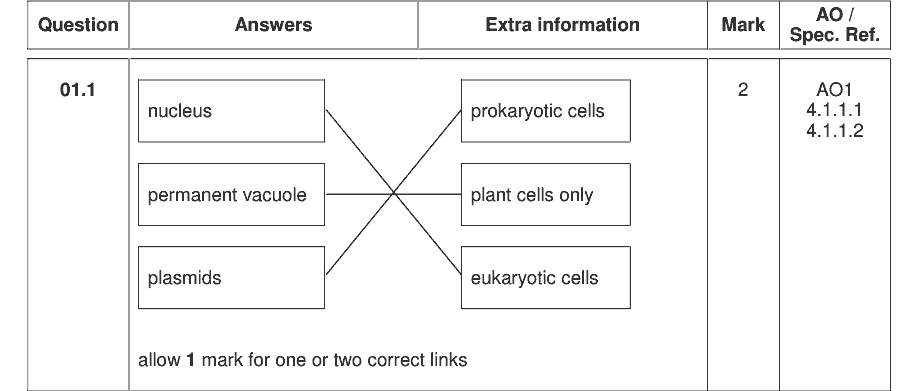 Question Answers Extra information Mark AO /
Spec. Ref.
01.1 nucleus prokaryotic cells 2 AO1
4.1.1.1
4.1.1.2
permanent vacuole plant cells only
plasmids eukaryotic cells
allow 1 mark for one or two correct links